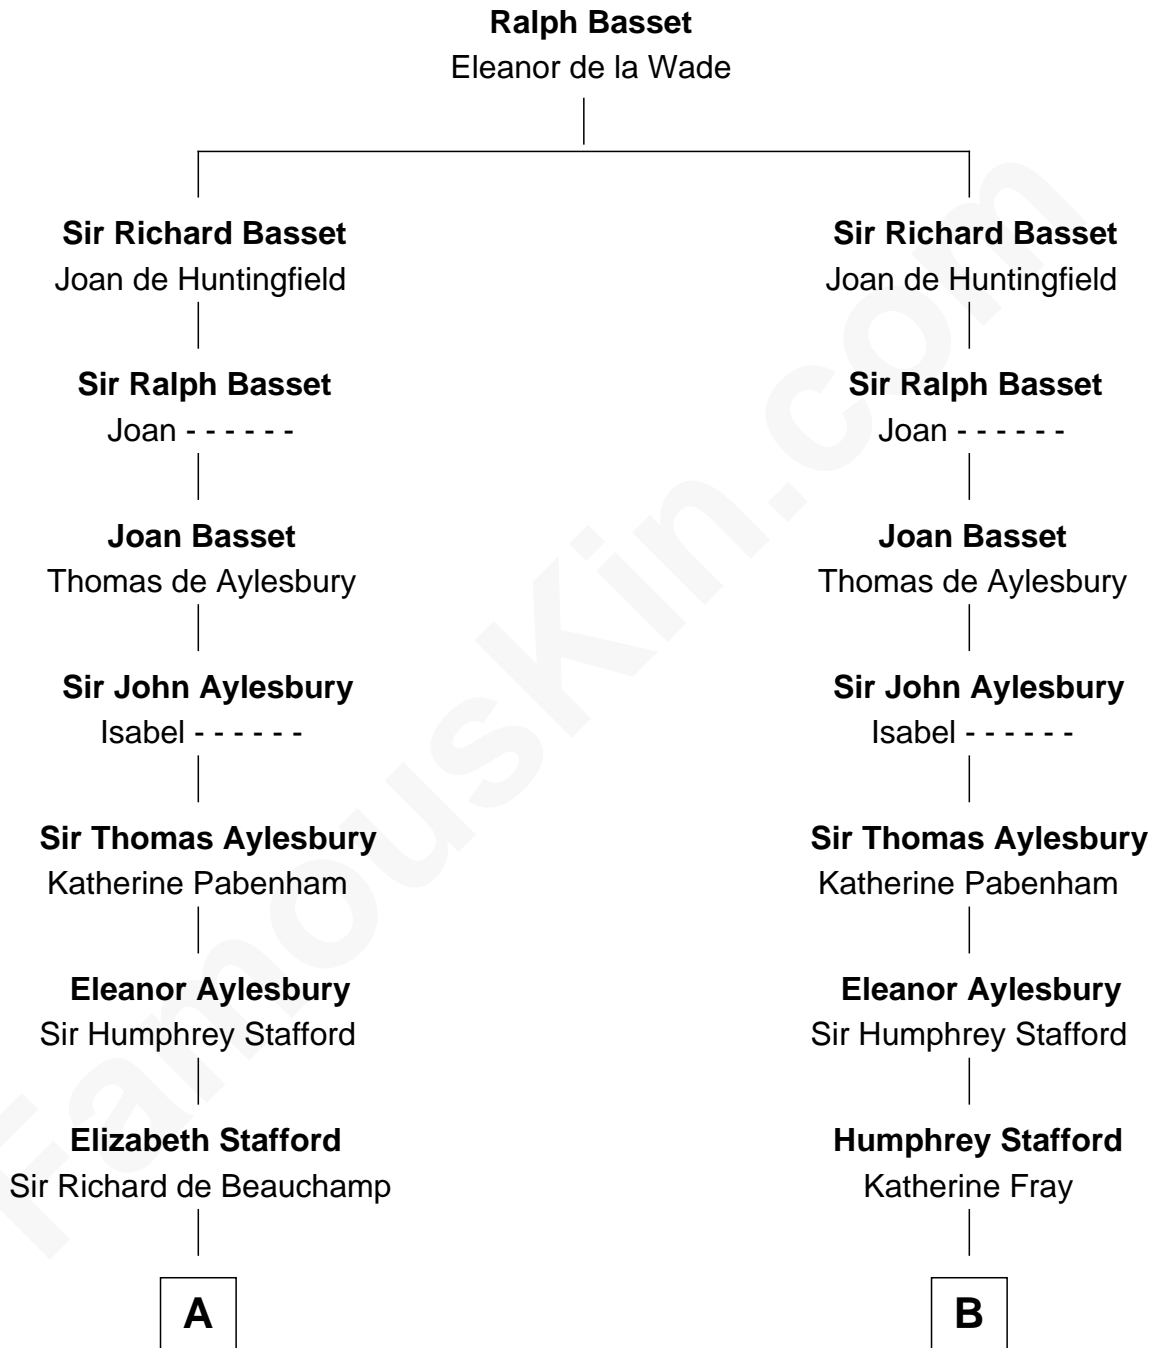 Ralph Basset
Eleanor de la Wade
Sir Richard Basset
Joan de Huntingfield
Sir Ralph Basset
Joan - - - - - -
Joan Basset
Thomas de Aylesbury
Sir John Aylesbury
Isabel - - - - - -
Sir Thomas Aylesbury
Katherine Pabenham
Eleanor Aylesbury
Sir Humphrey Stafford
Elizabeth Stafford
Sir Richard de Beauchamp
A
Sir Richard Basset
Joan de Huntingfield
Sir Ralph Basset
Joan - - - - - -
Joan Basset
Thomas de Aylesbury
Sir John Aylesbury
Isabel - - - - - -
Sir Thomas Aylesbury
Katherine Pabenham
Eleanor Aylesbury
Sir Humphrey Stafford
Humphrey Stafford
Katherine Fray
B
FamousKin.com